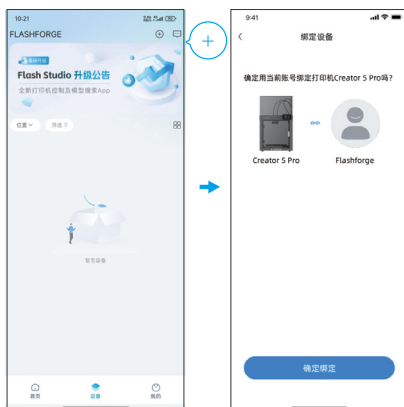 10:21
FLASHFORGE
Flash Studio 升级公告
全新打印机控制及模型搜索App
位置
筛选
暂无设备
首页
设备
我的
9:41
绑定设备
确定用当前账号绑定打印机Creator 5 Pro吗?
Creator 5 Pro
Flashforge
确定绑定